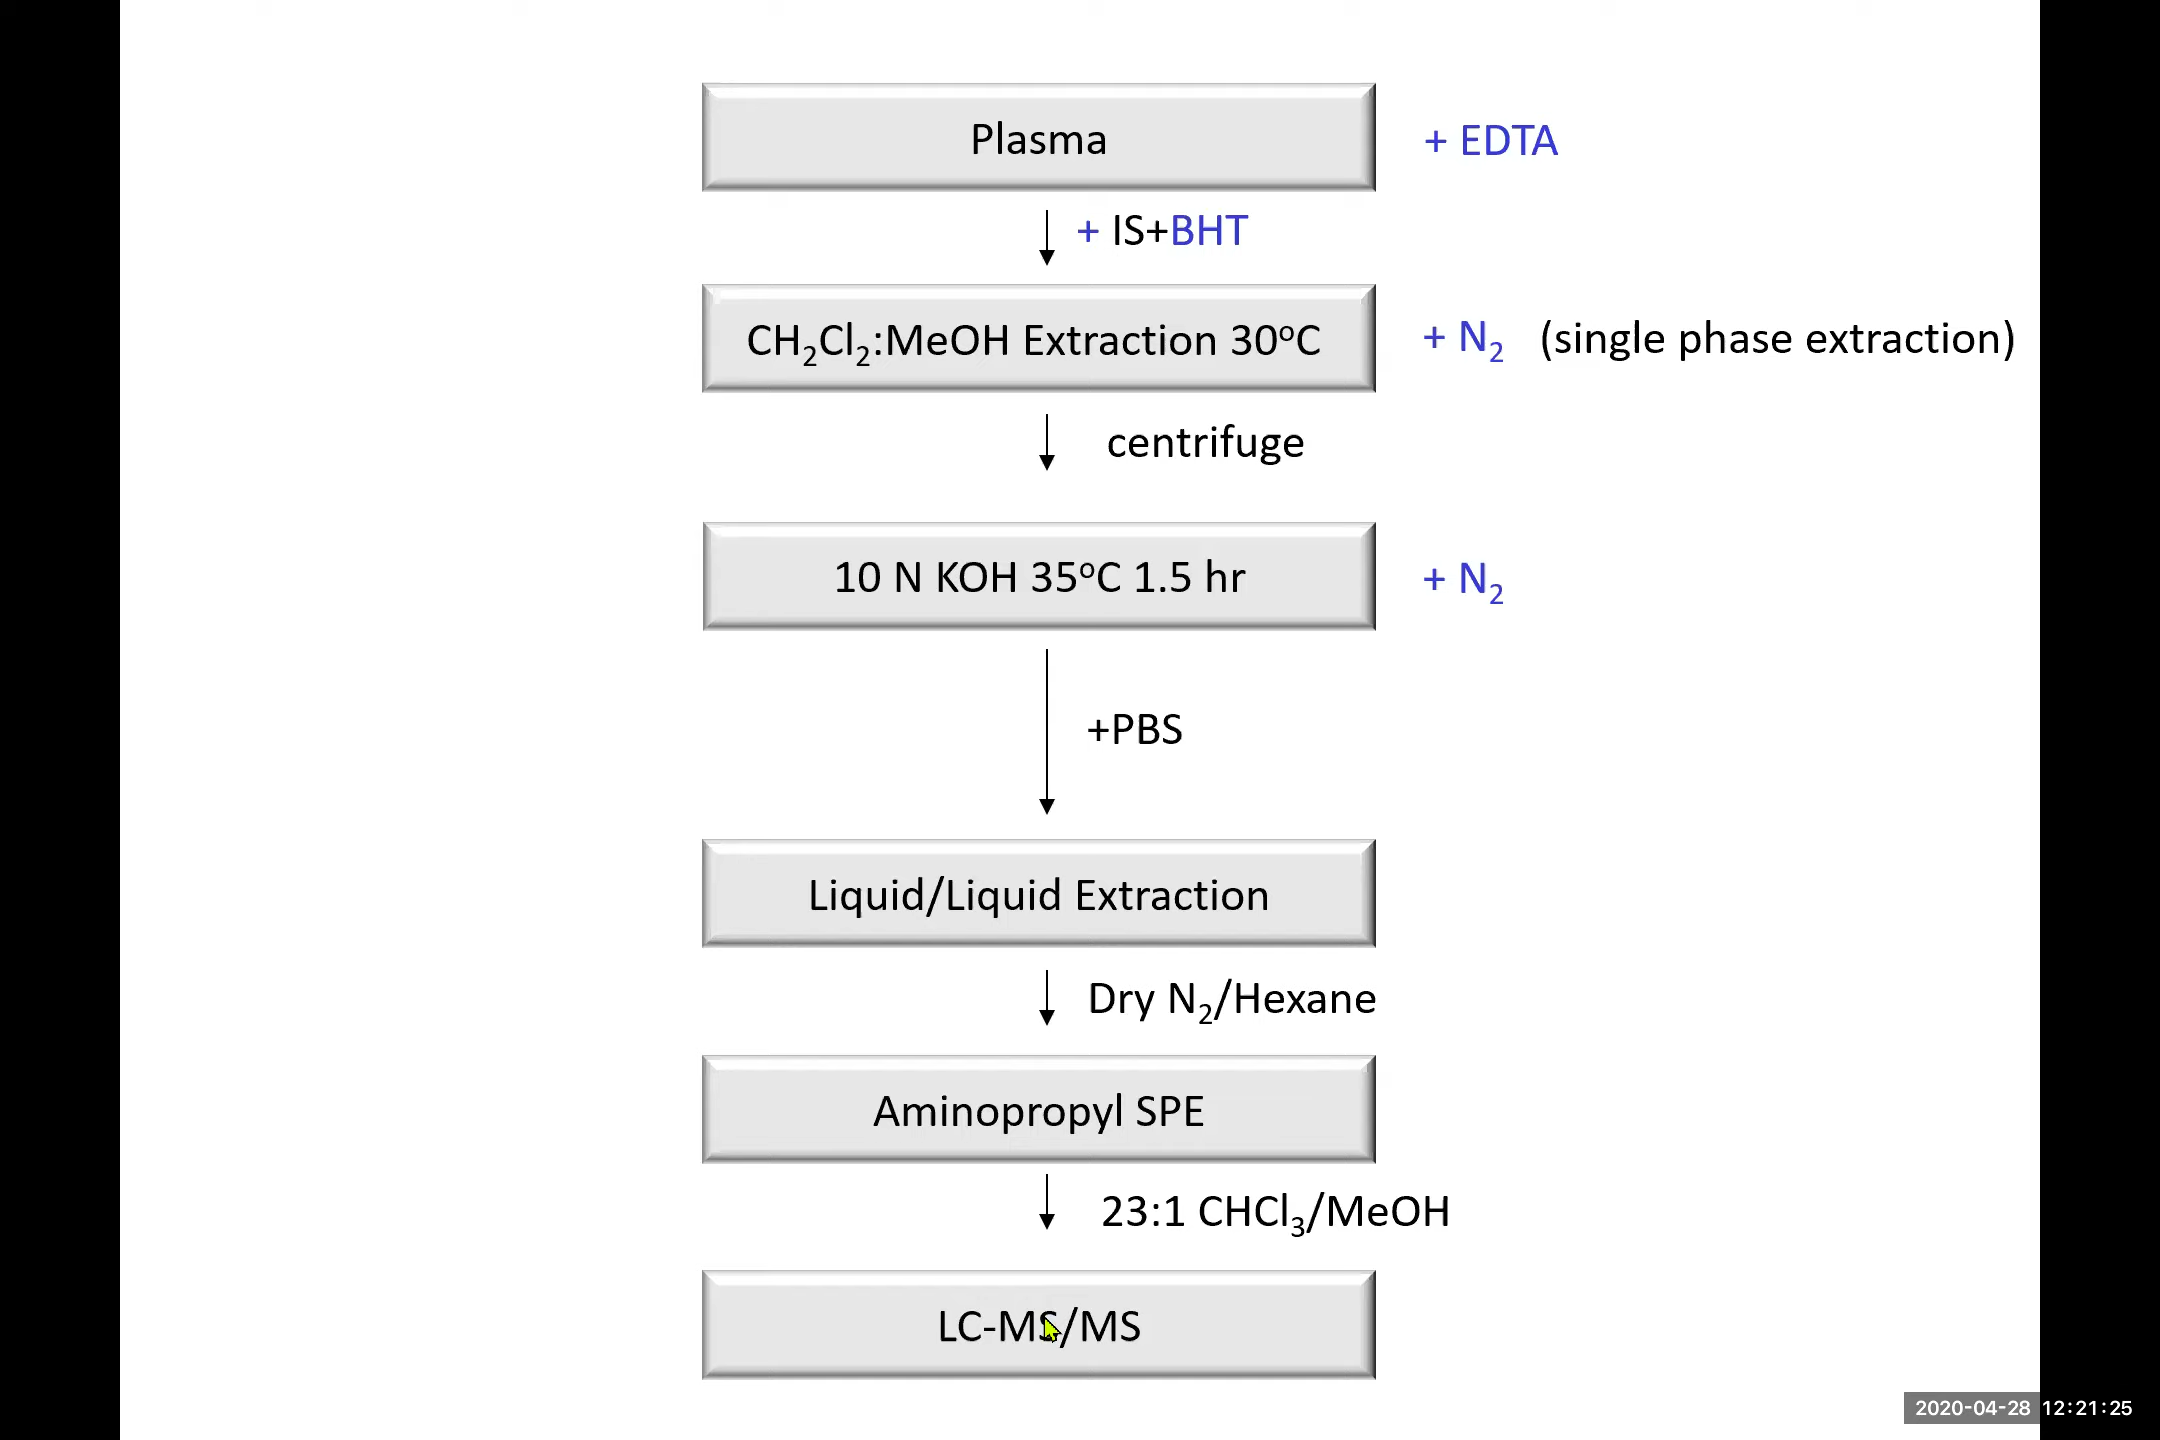 Plasma + EDTA
+ IS+BHT
CH₂Cl₂:MeOH Extraction 30ºC + N₂ (single phase extraction)
centrifuge
10 N KOH 35ºC 1.5 hr + N₂
+PBS
Liquid/Liquid Extraction
Dry N₂/Hexane
Aminopropyl SPE
23:1 CHCl₃/MeOH
LC-MS/MS
2020-04-28 12:21:25